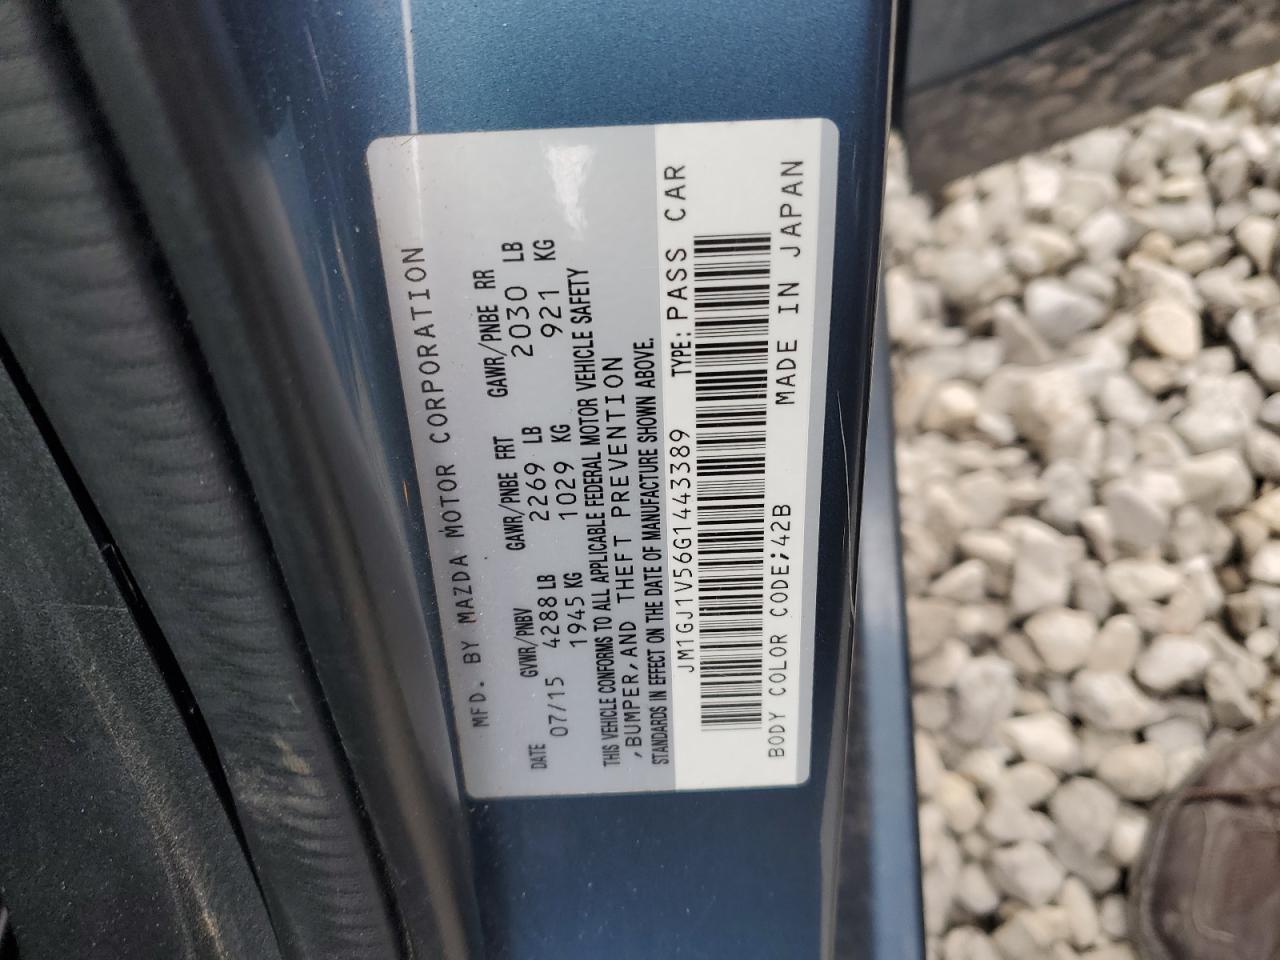 MFD. BY MAZDA MOTOR CORPORATION
DATE GVWR/PNBV GAWR/PNBE FRT GAWR/PNBE RR
07/15 4288 LB 2269 LB 2030 LB
1945 KG 1029 KG 921 KG
THIS VEHICLE CONFORMS TO ALL APPLICABLE FEDERAL MOTOR VEHICLE SAFETY
,BUMPER,AND THEFT PREVENTION
STANDARDS IN EFFECT ON THE DATE OF MANUFACTURE SHOWN ABOVE.
JM1GJ1V56G1443389 TYPE: PASS CAR
BODY COLOR CODE;42B MADE IN JAPAN